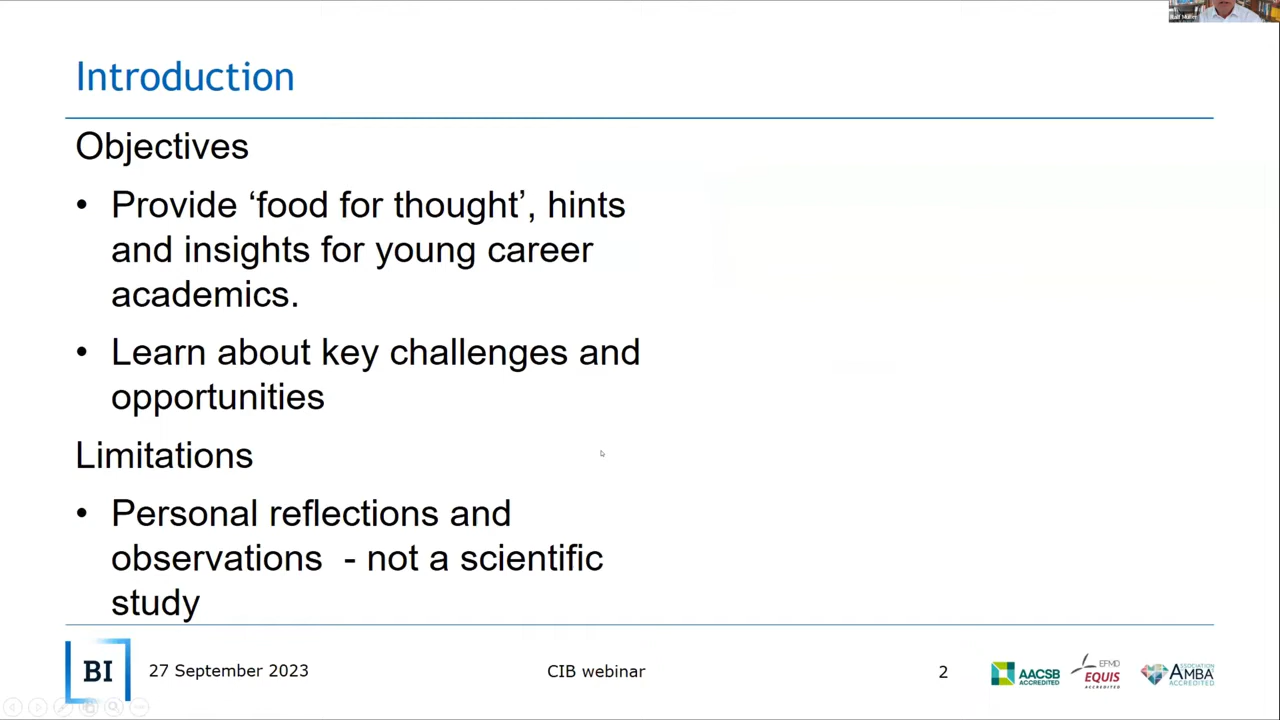 Introduction
Objectives
• Provide ‘food for thought’, hints
and insights for young career
academics.
• Learn about key challenges and
opportunities
Limitations
• Personal reflections and
observations - not a scientific
study
BI
27 September 2023
CIB webinar
2
AACSB
ACCREDITED
EFMD
EQUIS
ACCREDITED
ASSOCIATION
AMBA
ACCREDITED